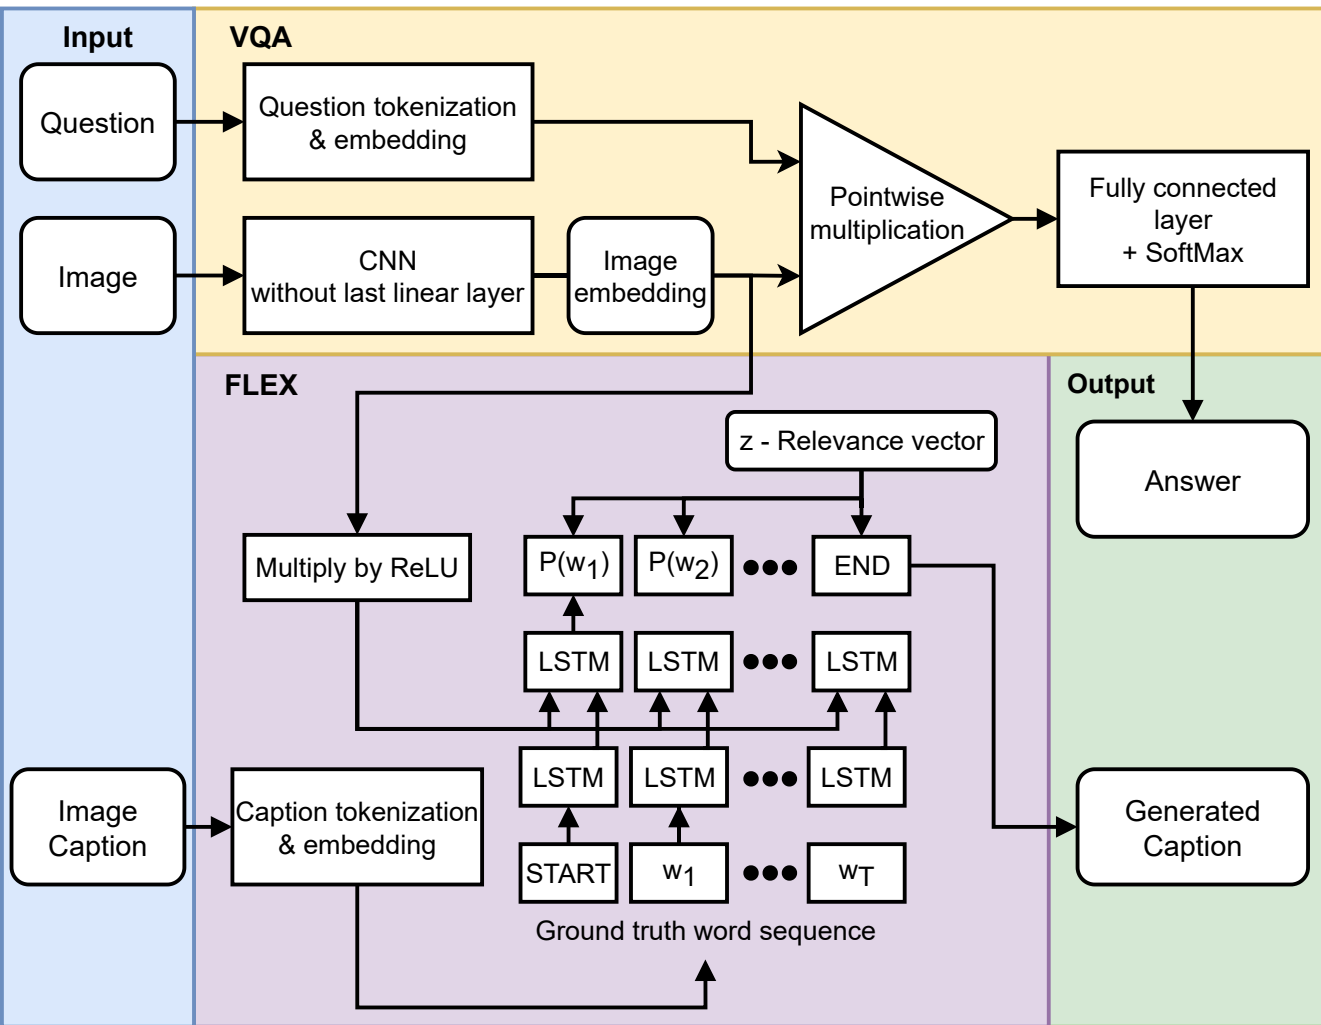 Input
VQA
Question
Question tokenization
& embedding
Pointwise
multiplication
Fully connected
layer
+ SoftMax
Image
CNN
without last linear layer
Image
embedding
FLEX
Output
z - Relevance vector
Answer
Multiply by ReLU
P(w1)
P(w2)
END
LSTM
LSTM
LSTM
LSTM
LSTM
LSTM
Image
Caption
Caption tokenization
& embedding
Generated
Caption
START
w1
wT
Ground truth word sequence